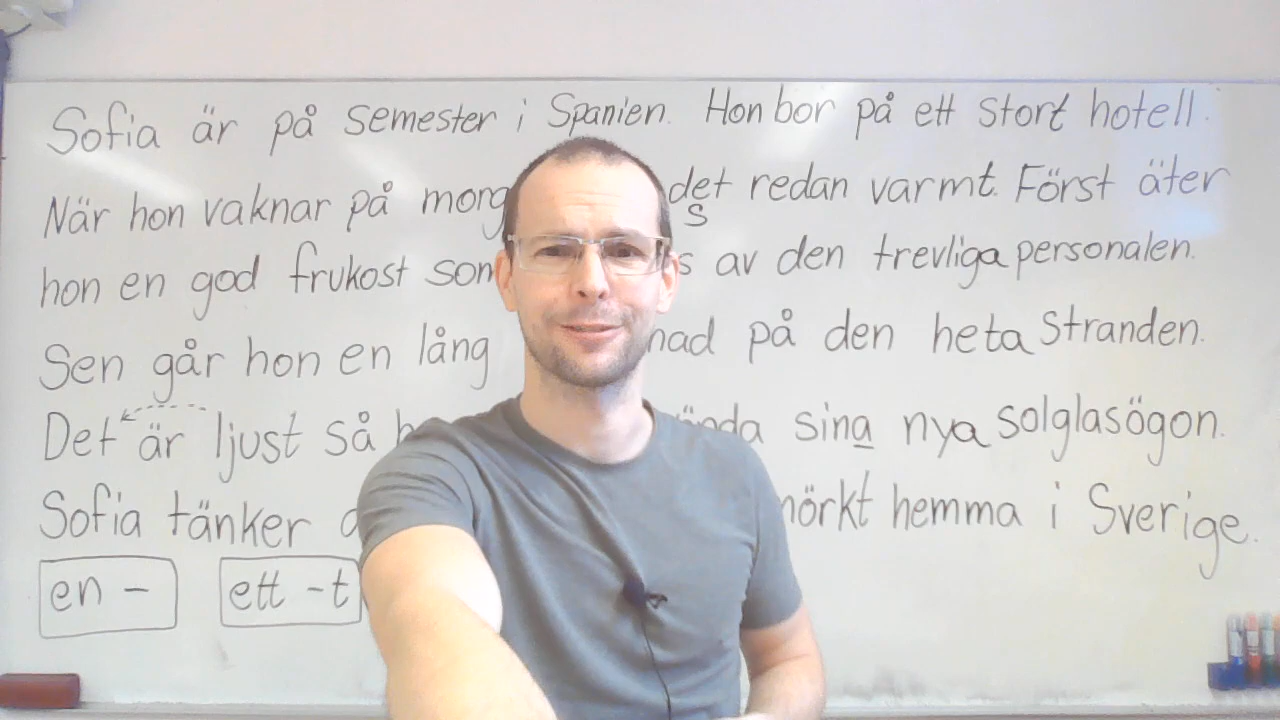 Sofia är på semester i Spanien. Hon bor på ett stort hotell.
När hon vaknar på morg det redan varmt. Först äter
s
hon en god frukost som s av den trevliga personalen.
Sen går hon en lång nad på den heta stranden.
Det är ljust så nda sina nya solglasögon.
Sofia tänker mörkt hemma i Sverige.
en - ett -t